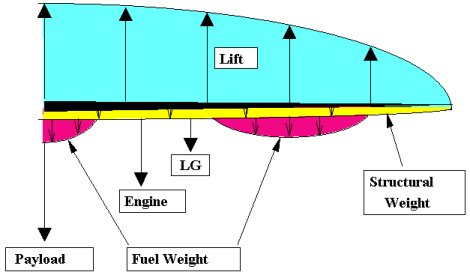 Lift
LG
Engine
Structural
Weight
Payload
Fuel Weight